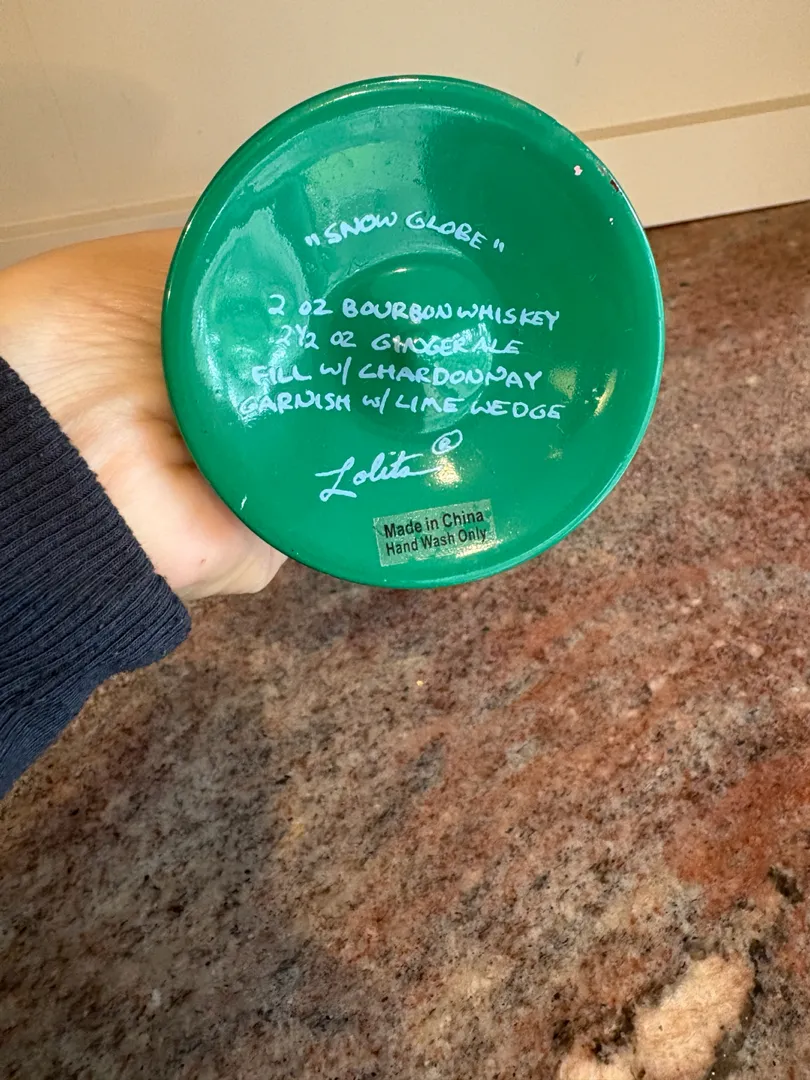 "SNOW GLOBE"
2 OZ BOURBON WHISKEY
2½ OZ GINGER ALE
FILL W/ CHARDONNAY
GARNISH W/ LIME WEDGE
Lolita ®
Made in China
Hand Wash Only